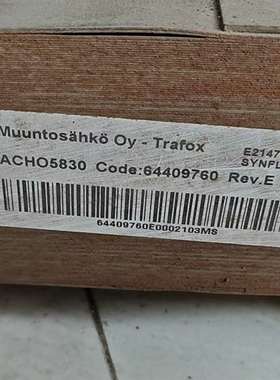 Muuntosähkö Oy - Trafox
E2147
ACHO5830 Code:64409760 Rev.E
SYNFL
64409760E0002103MS